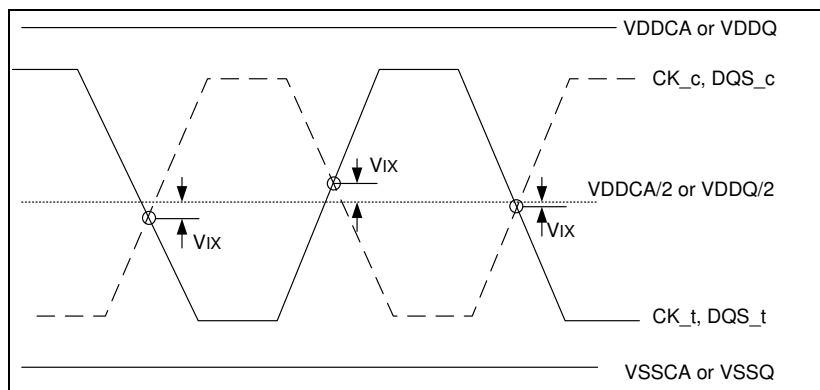 VDDCA or VDDQ
CK_c, DQS_c
VIX
VDDCA/2 or VDDQ/2
VIX
VIX
CK_t, DQS_t
VSSCA or VSSQ